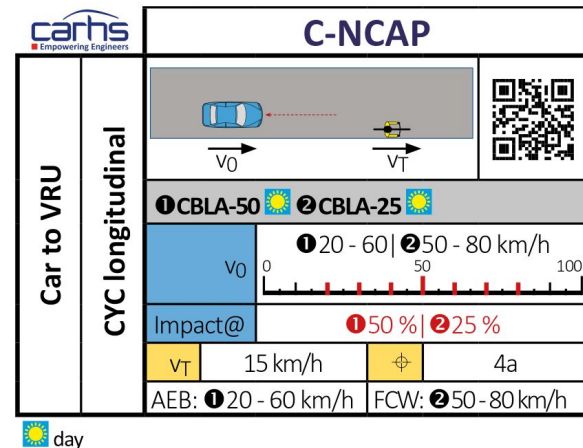 carhs
Empowering Engineers
C-NCAP
Car to VRU
CYC longitudinal
v0
vT
❶CBLA-50 ❷CBLA-25
v0
❶20 - 60|❷50 - 80 km/h
0 50 100
Impact@
❶50 %|❷25 %
vT
15 km/h
4a
AEB: ❶20 - 60 km/h
FCW: ❷50-80km/h
day